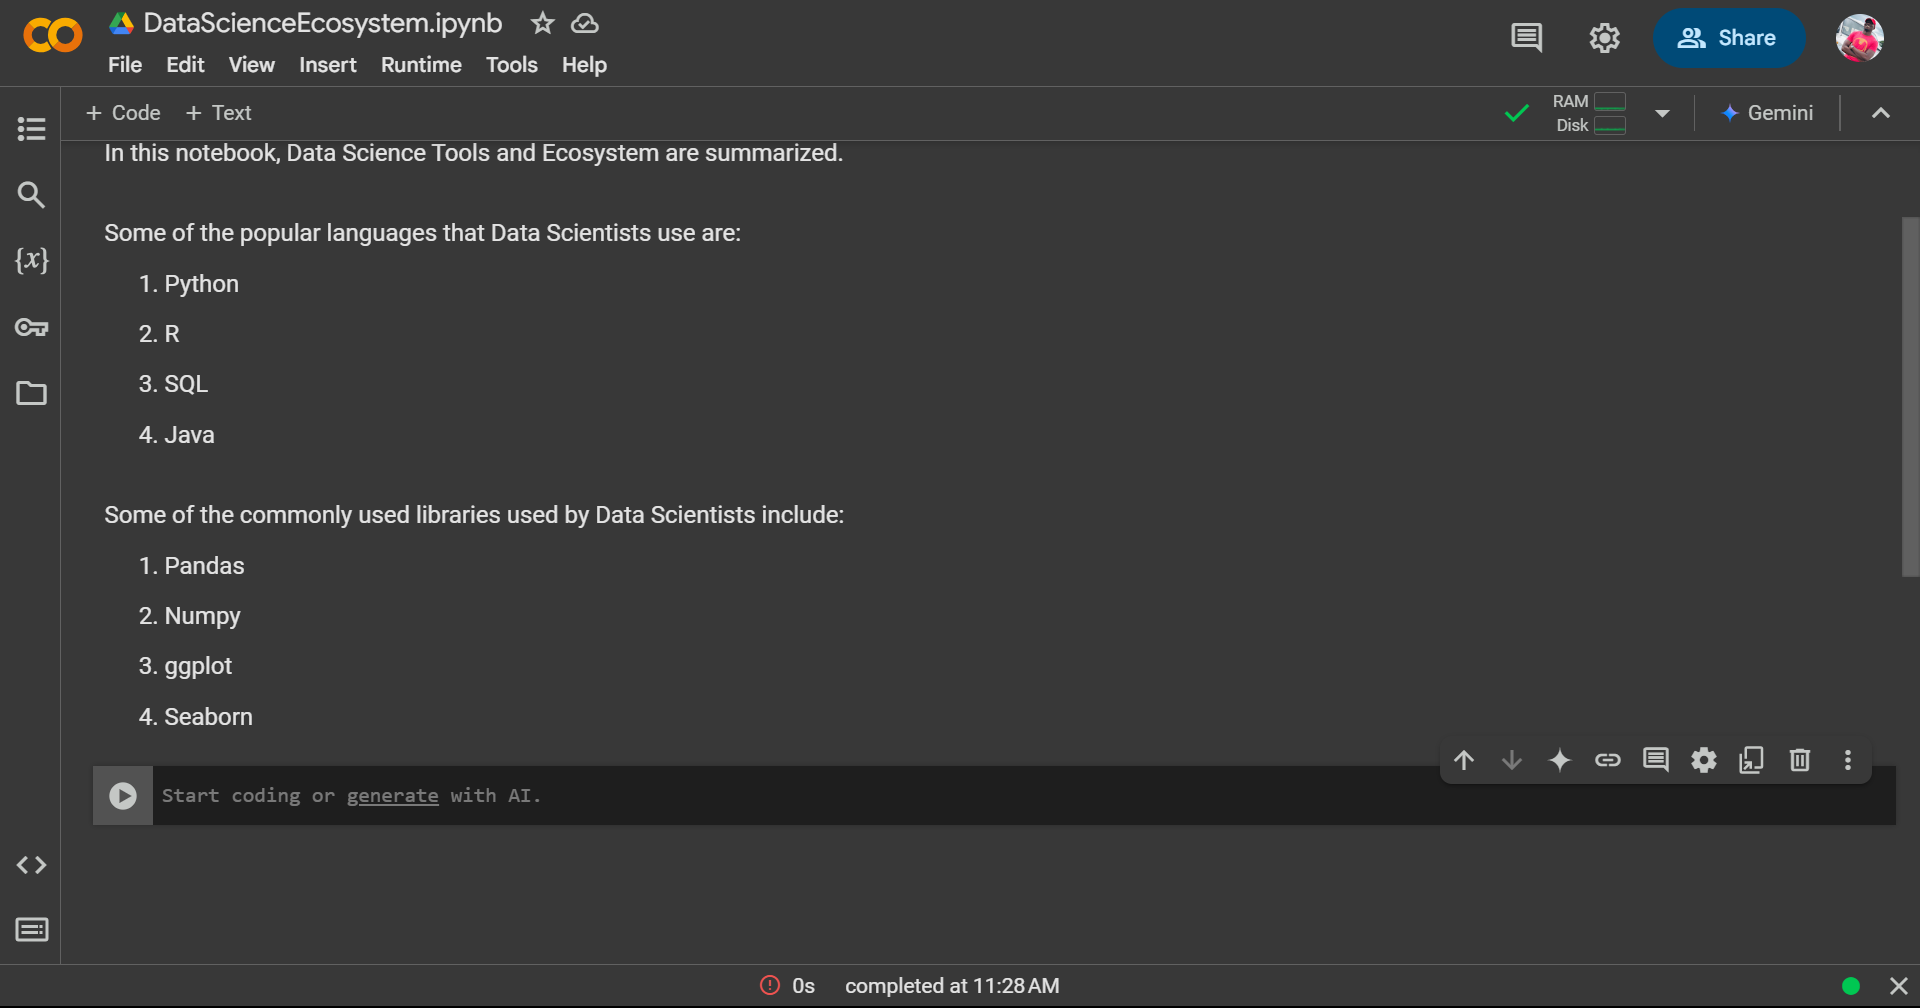 DataScienceEcosystem.ipynb
File Edit View Insert Runtime Tools Help
Share
+ Code + Text
RAM
Disk
Gemini
In this notebook, Data Science Tools and Ecosystem are summarized.
Some of the popular languages that Data Scientists use are:
1. Python
2. R
3. SQL
4. Java
Some of the commonly used libraries used by Data Scientists include:
1. Pandas
2. Numpy
3. ggplot
4. Seaborn
Start coding or generate with AI.
0s completed at 11:28 AM